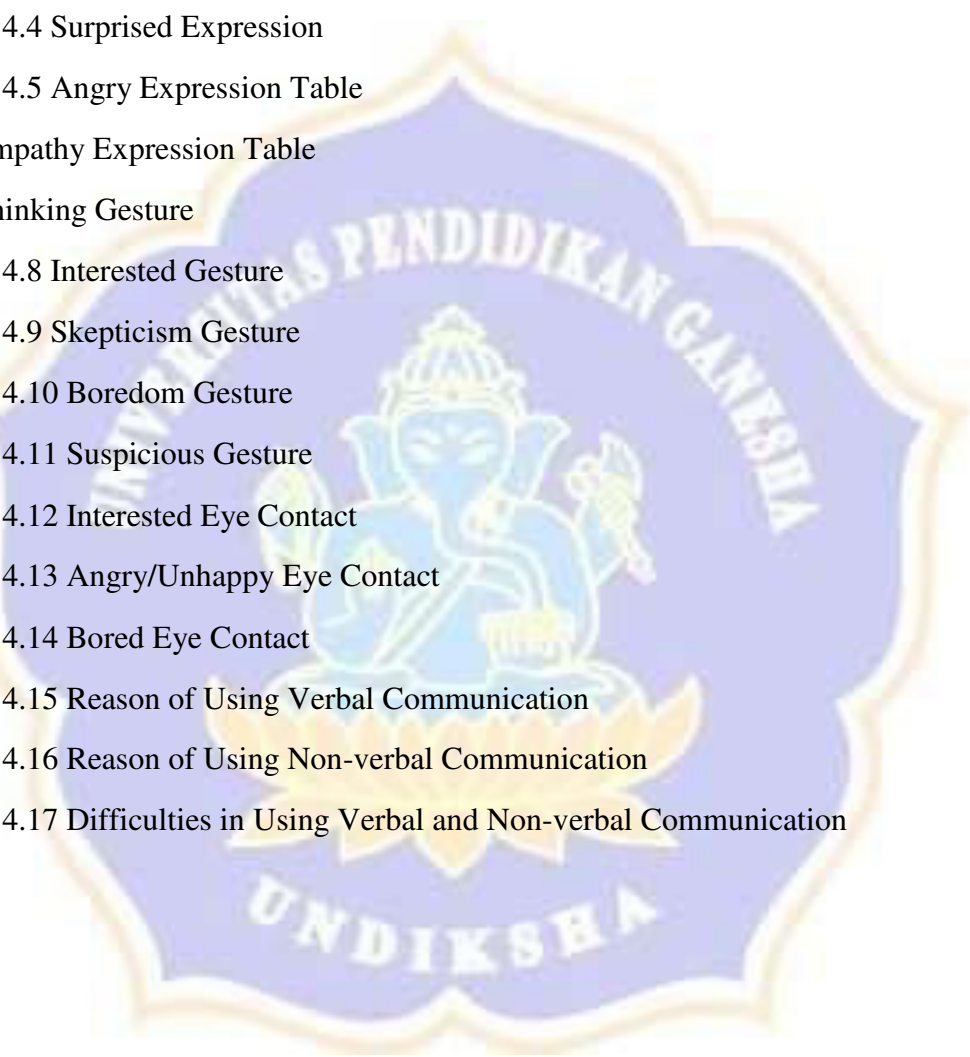 4.4 Surprised Expression
4.5 Angry Expression Table
mpathy Expression Table
inking Gesture
4.8 Interested Gesture
4.9 Skepticism Gesture
4.10 Boredom Gesture
4.11 Suspicious Gesture
4.12 Interested Eye Contact
4.13 Angry/Unhappy Eye Contact
4.14 Bored Eye Contact
4.15 Reason of Using Verbal Communication
4.16 Reason of Using Non-verbal Communication
4.17 Difficulties in Using Verbal and Non-verbal Communication
UNIVERSITAS PENDIDIKAN GANESHA
UNDIKSHA